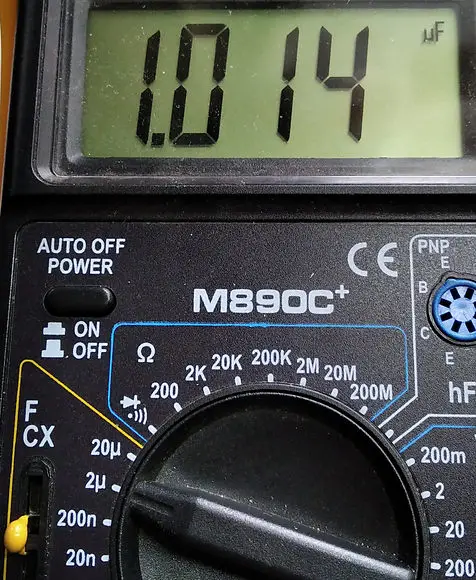 1.014 µF
AUTO OFF
POWER
CE
PNP
E
B
C
E
hF
M890C+
ON
OFF
Ω
200
2K
20K
200K
2M
20M
200M
F
CX
20µ
2µ
200n
20n
200m
2
20
200